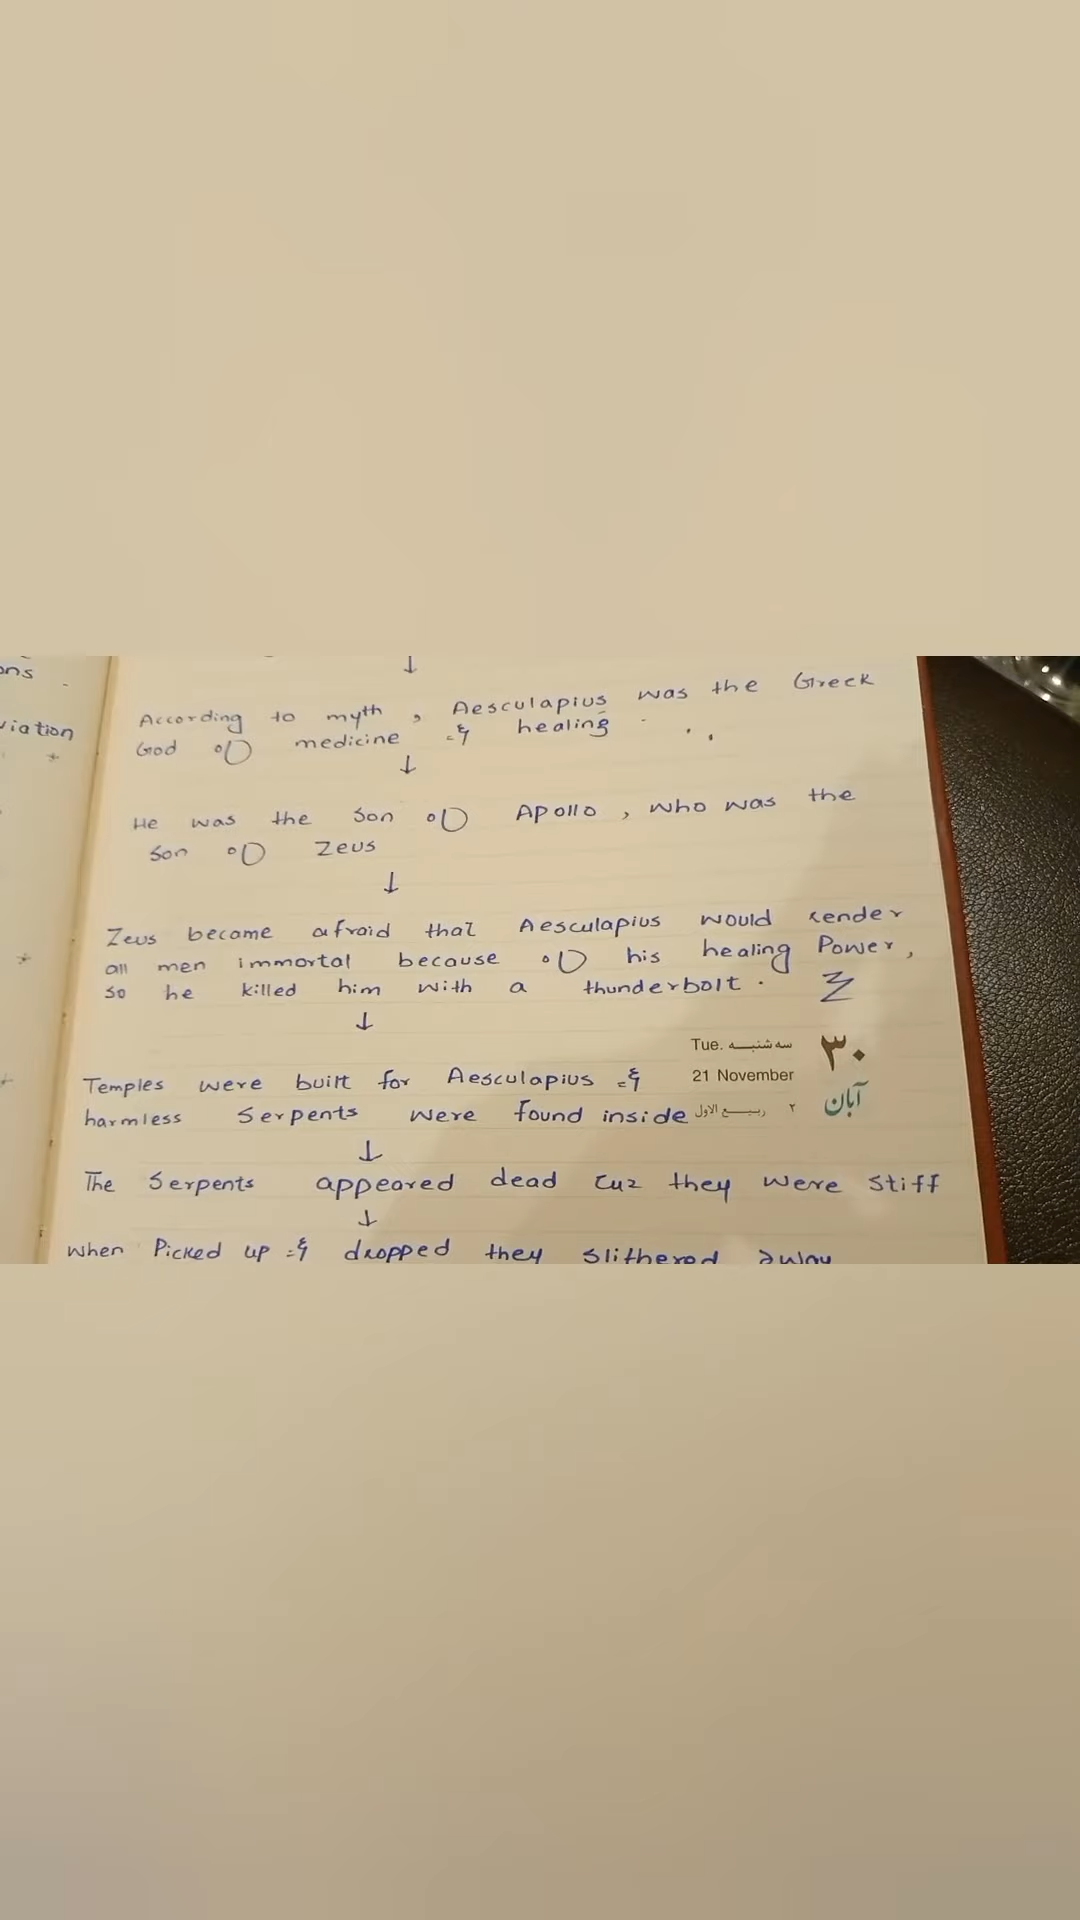 ons
viation
According to myth, Aesculapius was the Greek
God of medicine & healing
He was the son of Apollo, who was the
son of Zeus
Zeus became afraid that Aesculapius would render
all men immortal because of his healing Power,
so he killed him with a thunderbolt.
Tue. سه شنبه ۳۰
21 November آبان
۲ ربیع الاول
Temples were built for Aesculapius &
harmless Serpents were found inside
The Serpents appeared dead cuz they were stiff
when Picked up & dropped they slithered away